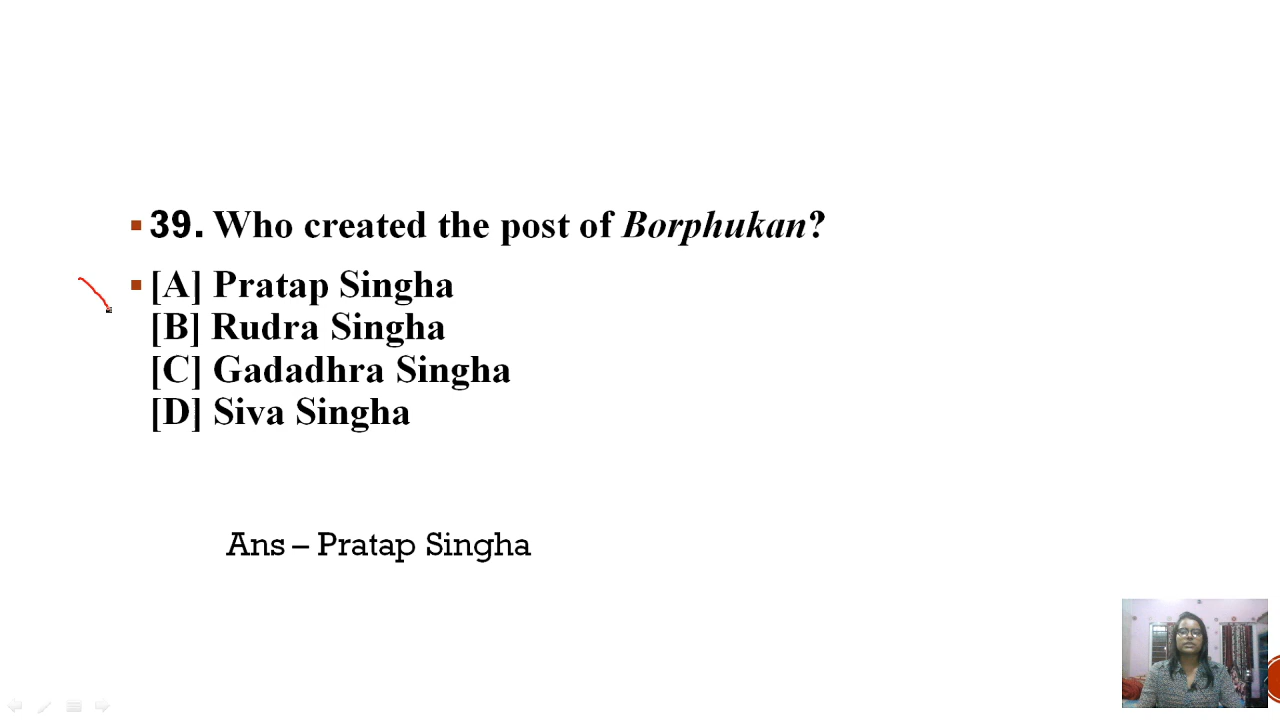 39. Who created the post of Borphukan?
[A] Pratap Singha
[B] Rudra Singha
[C] Gadadhra Singha
[D] Siva Singha
Ans – Pratap Singha